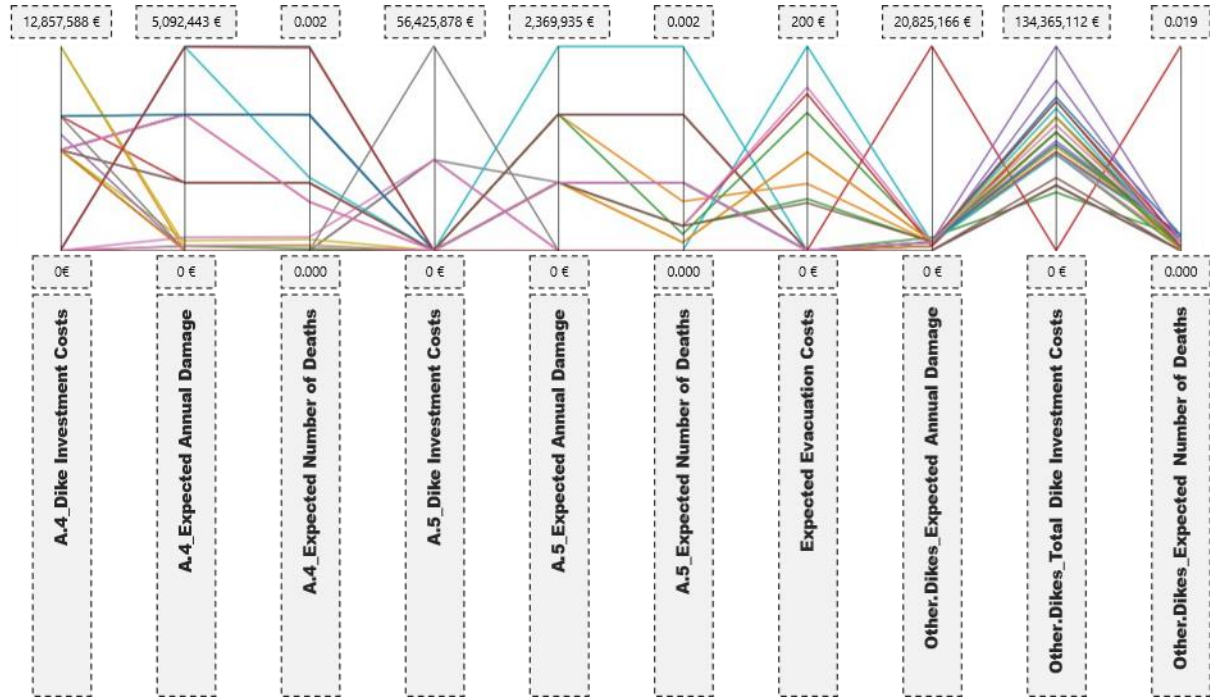 12,857,588 €
5,092,443 €
0.002
56,425,878 €
2,369,935 €
0.002
200 €
20,825,166 €
134,365,112 €
0.019
0€
0 €
0.000
0 €
0 €
0.000
0 €
0 €
0 €
0.000
A.4_Dike Investment Costs
A.4_Expected Annual Damage
A.4_Expected Number of Deaths
A.5_Dike Investment Costs
A.5_Expected Annual Damage
A.5_Expected Number of Deaths
Expected Evacuation Costs
Other.Dikes_Expected Annual Damage
Other.Dikes_Total Dike Investment Costs
Other.Dikes_Expected Number of Deaths